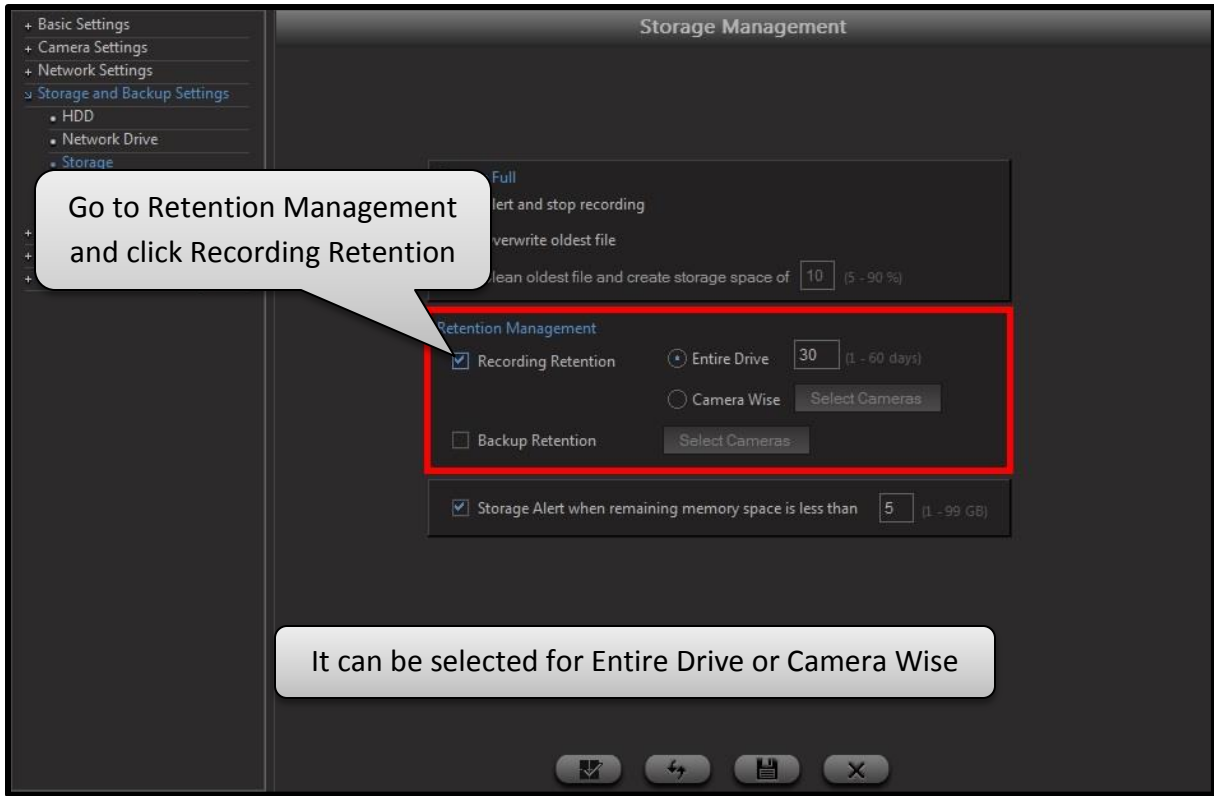 Storage Management
+ Basic Settings
+ Camera Settings
+ Network Settings
Storage and Backup Settings
• HDD
• Network Drive
• Storage
+
+
+
Go to Retention Management
and click Recording Retention
Full
lert and stop recording
verwrite oldest file
lean oldest file and create storage space of 10 (5 - 90 %)
Retention Management
Recording Retention Entire Drive 30 (1 - 60 days)
Camera Wise Select Cameras
Backup Retention Select Cameras
Storage Alert when remaining memory space is less than 5 (1 - 99 GB)
It can be selected for Entire Drive or Camera Wise